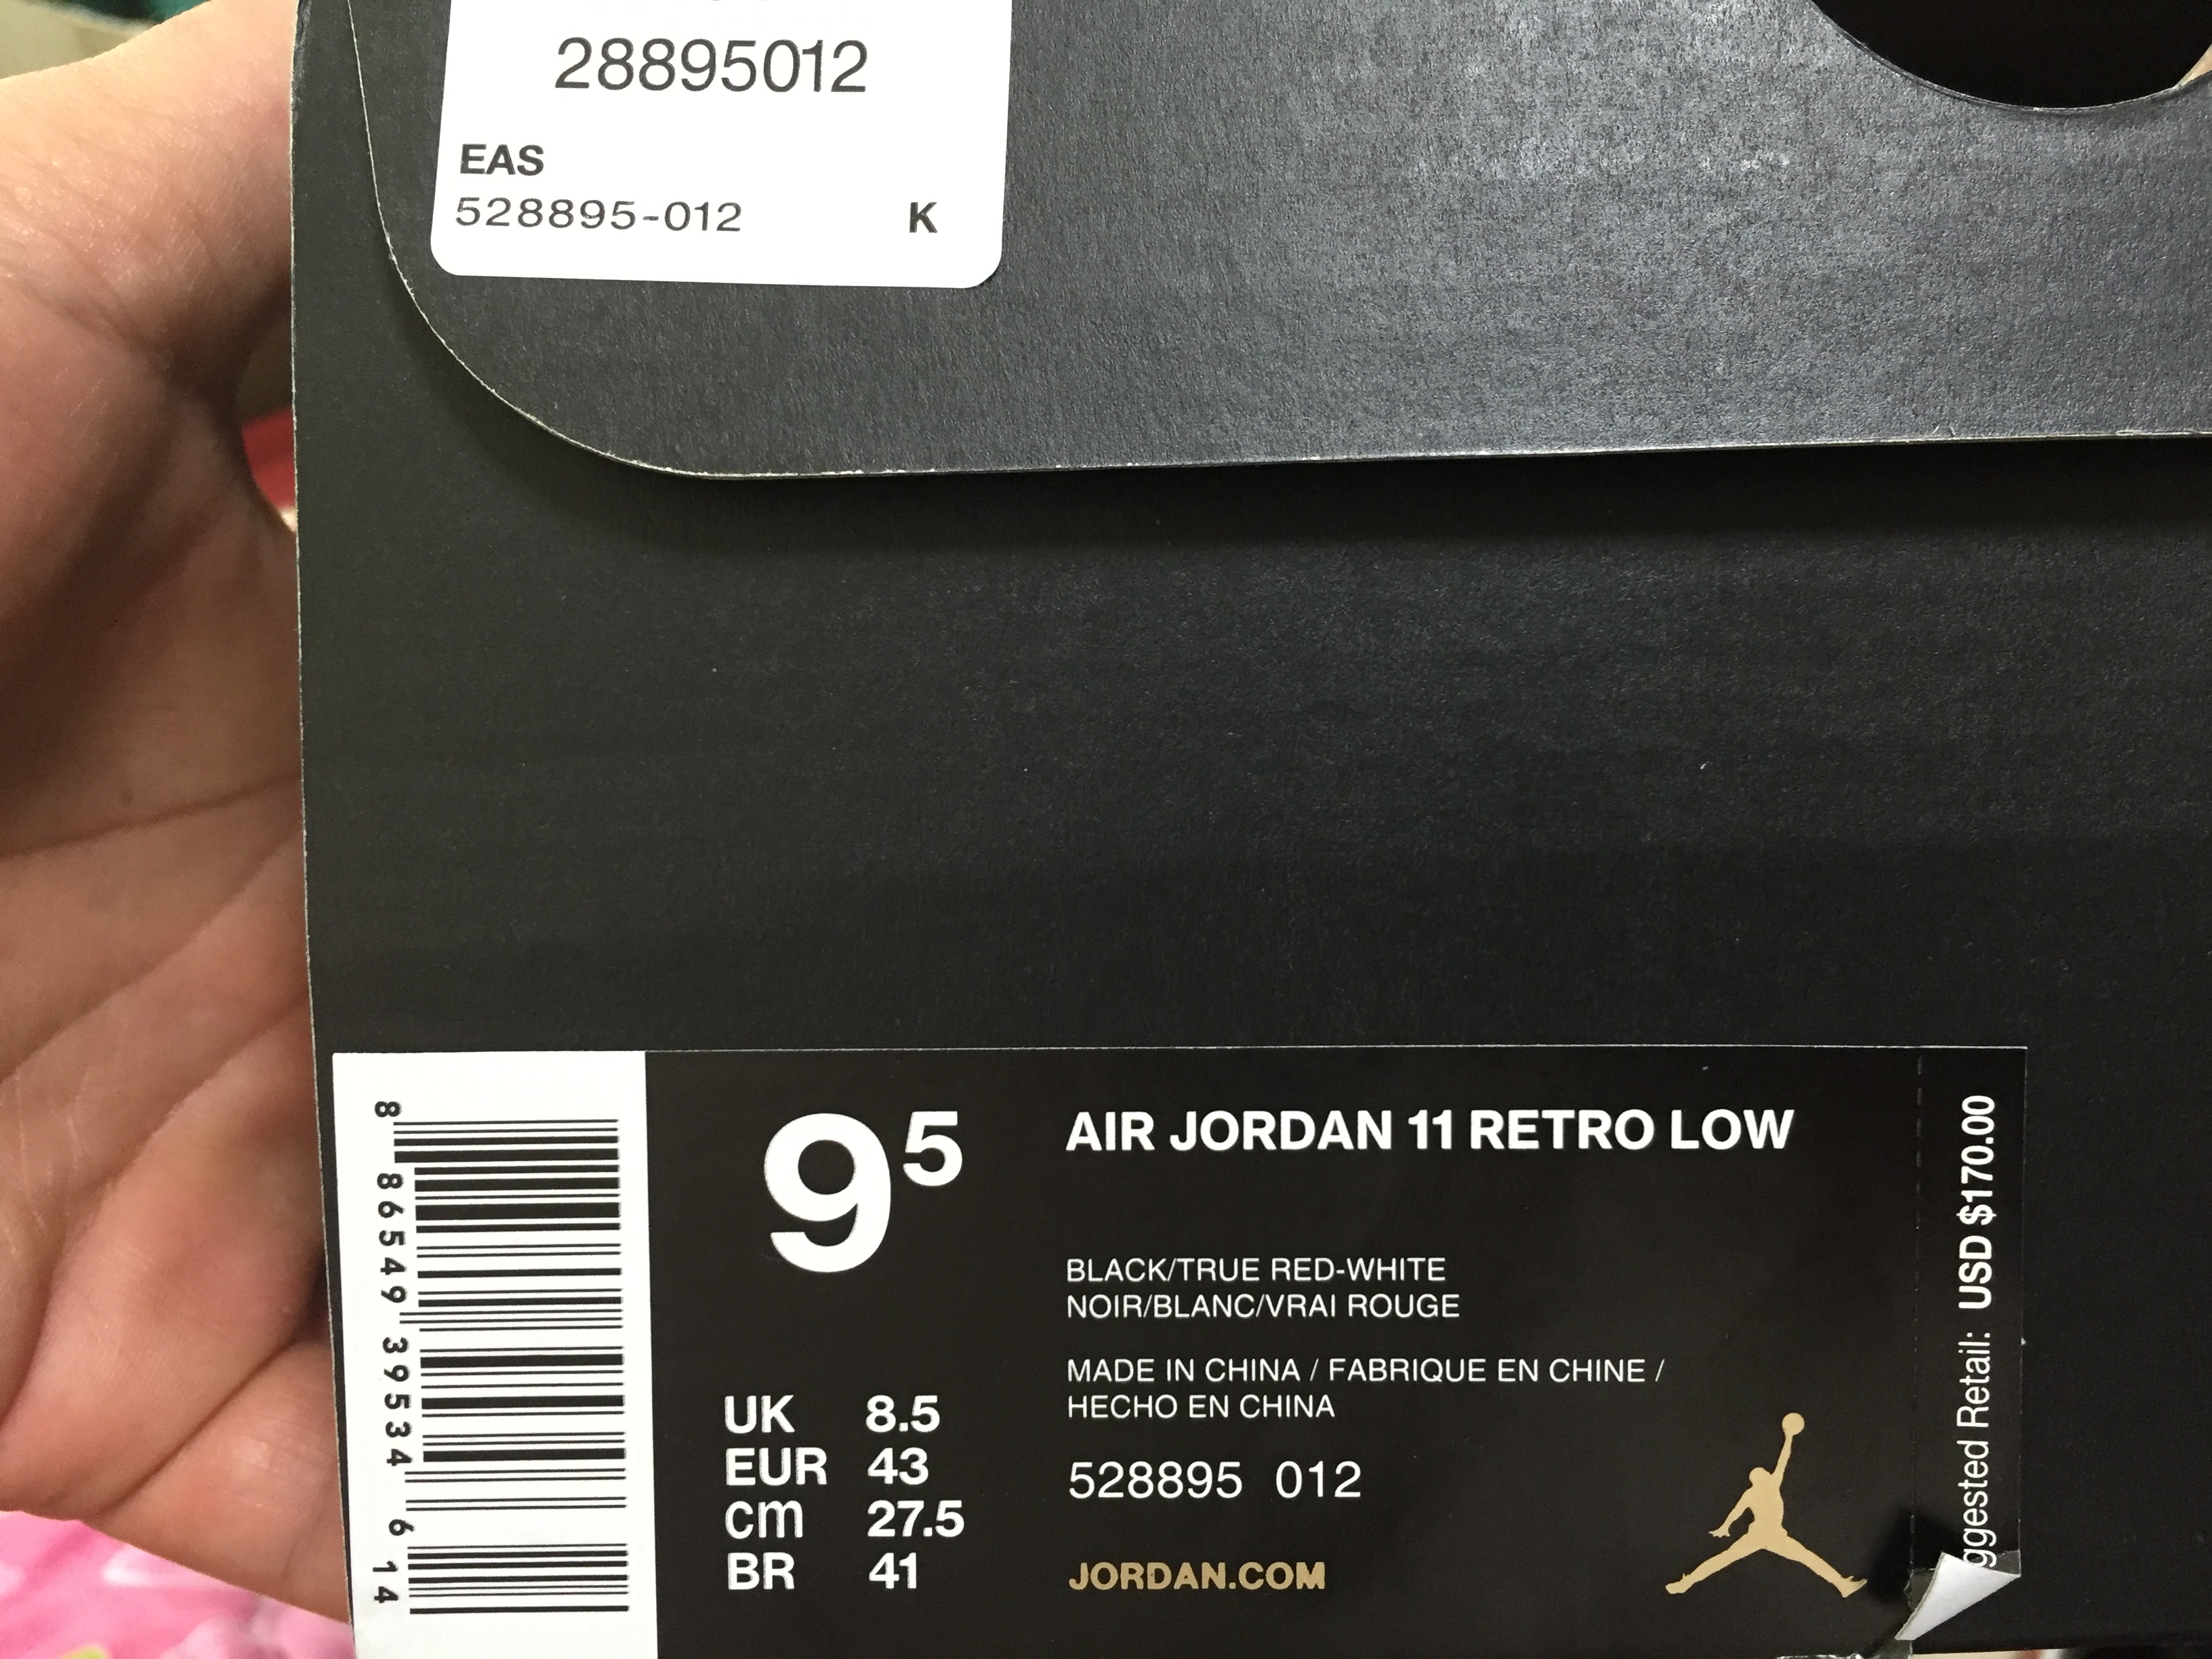 28895012
EAS
528895-012 K
9⁵
AIR JORDAN 11 RETRO LOW
BLACK/TRUE RED-WHITE
NOIR/BLANC/VRAI ROUGE
MADE IN CHINA / FABRIQUE EN CHINE /
HECHO EN CHINA
UK 8.5
EUR 43
cm 27.5
BR 41
528895 012
JORDAN.COM
8 86549 39534 6 14
ggested Retail: USD $170.00